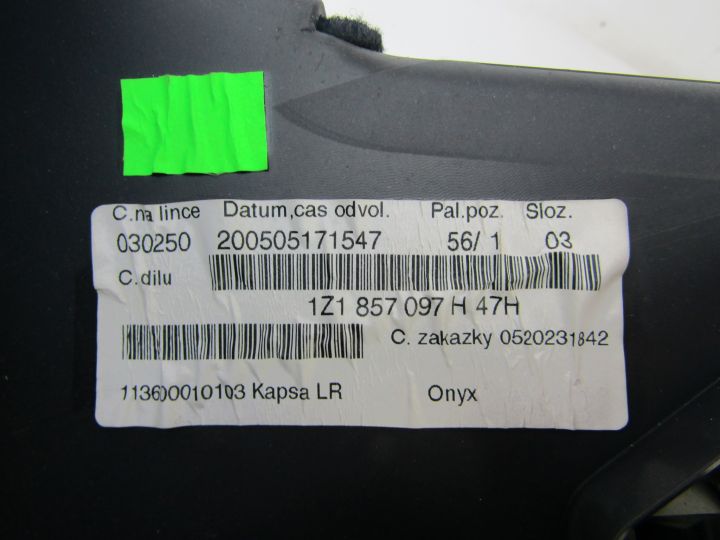 C.na lince Datum,cas odvol. Pal.poz. Sloz.
030250 200505171547 56/ 1 03
C.dilu
1Z1 857 097 H 47H
C. zakazky 0520231842
113600010103 Kapsa LR Onyx